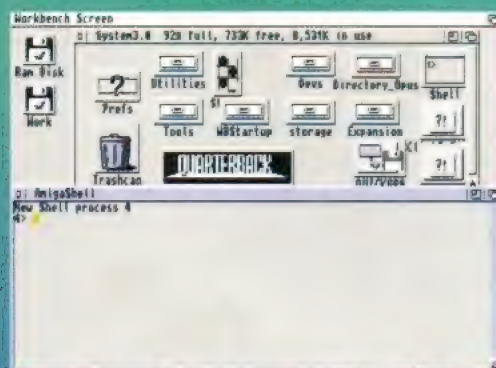 Workbench Screen
System3.0 92% full, 733K free, 8,531K in use
Ram Disk
Utilities
Devs
Directory_Opus
Shell
Work
Prefs
Tools
WBStartup
storage
Expansion
Trashcan
QUARTERBACK
AmigaShell
New Shell process 4
4>